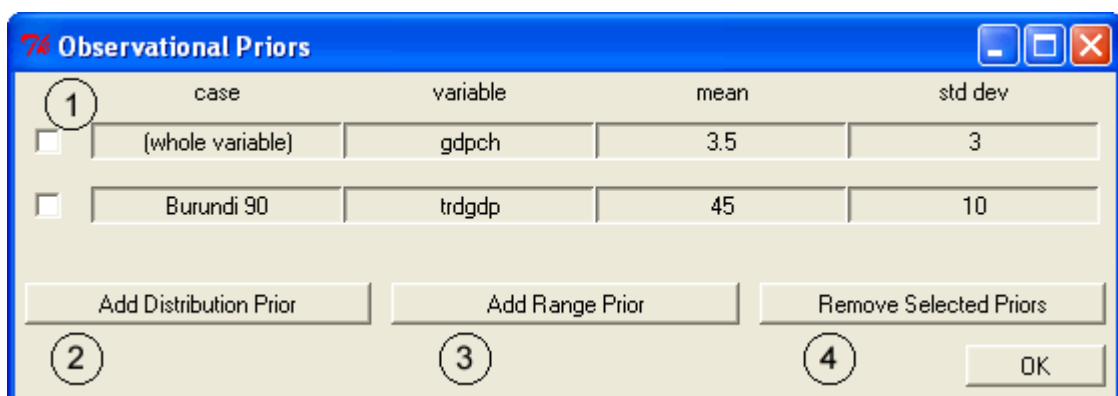 7% Observational Priors
1 case variable mean std dev
(whole variable) gdpch 3.5 3
Burundi 90 trdgdp 45 10
Add Distribution Prior Add Range Prior Remove Selected Priors
2 3 4 OK